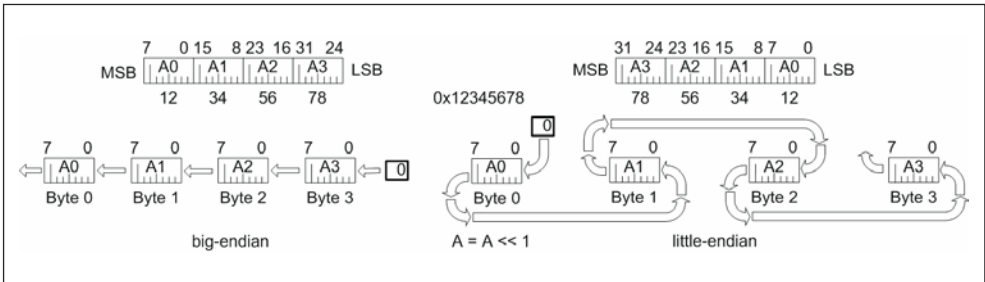 7 0 15 8 23 16 31 24
MSB A0 A1 A2 A3 LSB
12 34 56 78
7 0 7 0 7 0 7 0
A0 A1 A2 A3 0
Byte 0 Byte 1 Byte 2 Byte 3
big-endian
0x12345678
31 24 23 16 15 8 7 0
MSB A3 A2 A1 A0 LSB
78 56 34 12
0
7 0 7 0 7 0 7 0
A0 A1 A2 A3
Byte 0 Byte 1 Byte 2 Byte 3
A = A << 1
little-endian